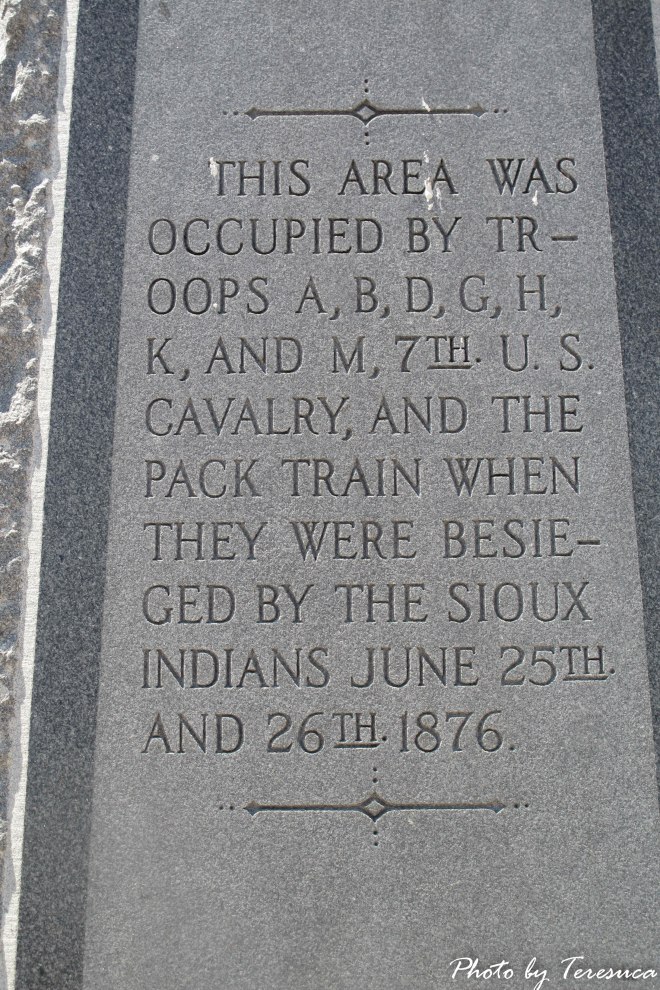 THIS AREA WAS
OCCUPIED BY TR-
OOPS A, B, D, G, H,
K, AND M, 7TH. U. S.
CAVALRY, AND THE
PACK TRAIN WHEN
THEY WERE BESIE-
GED BY THE SIOUX
INDIANS JUNE 25TH.
AND 26TH. 1876.
Photo by Teresuca